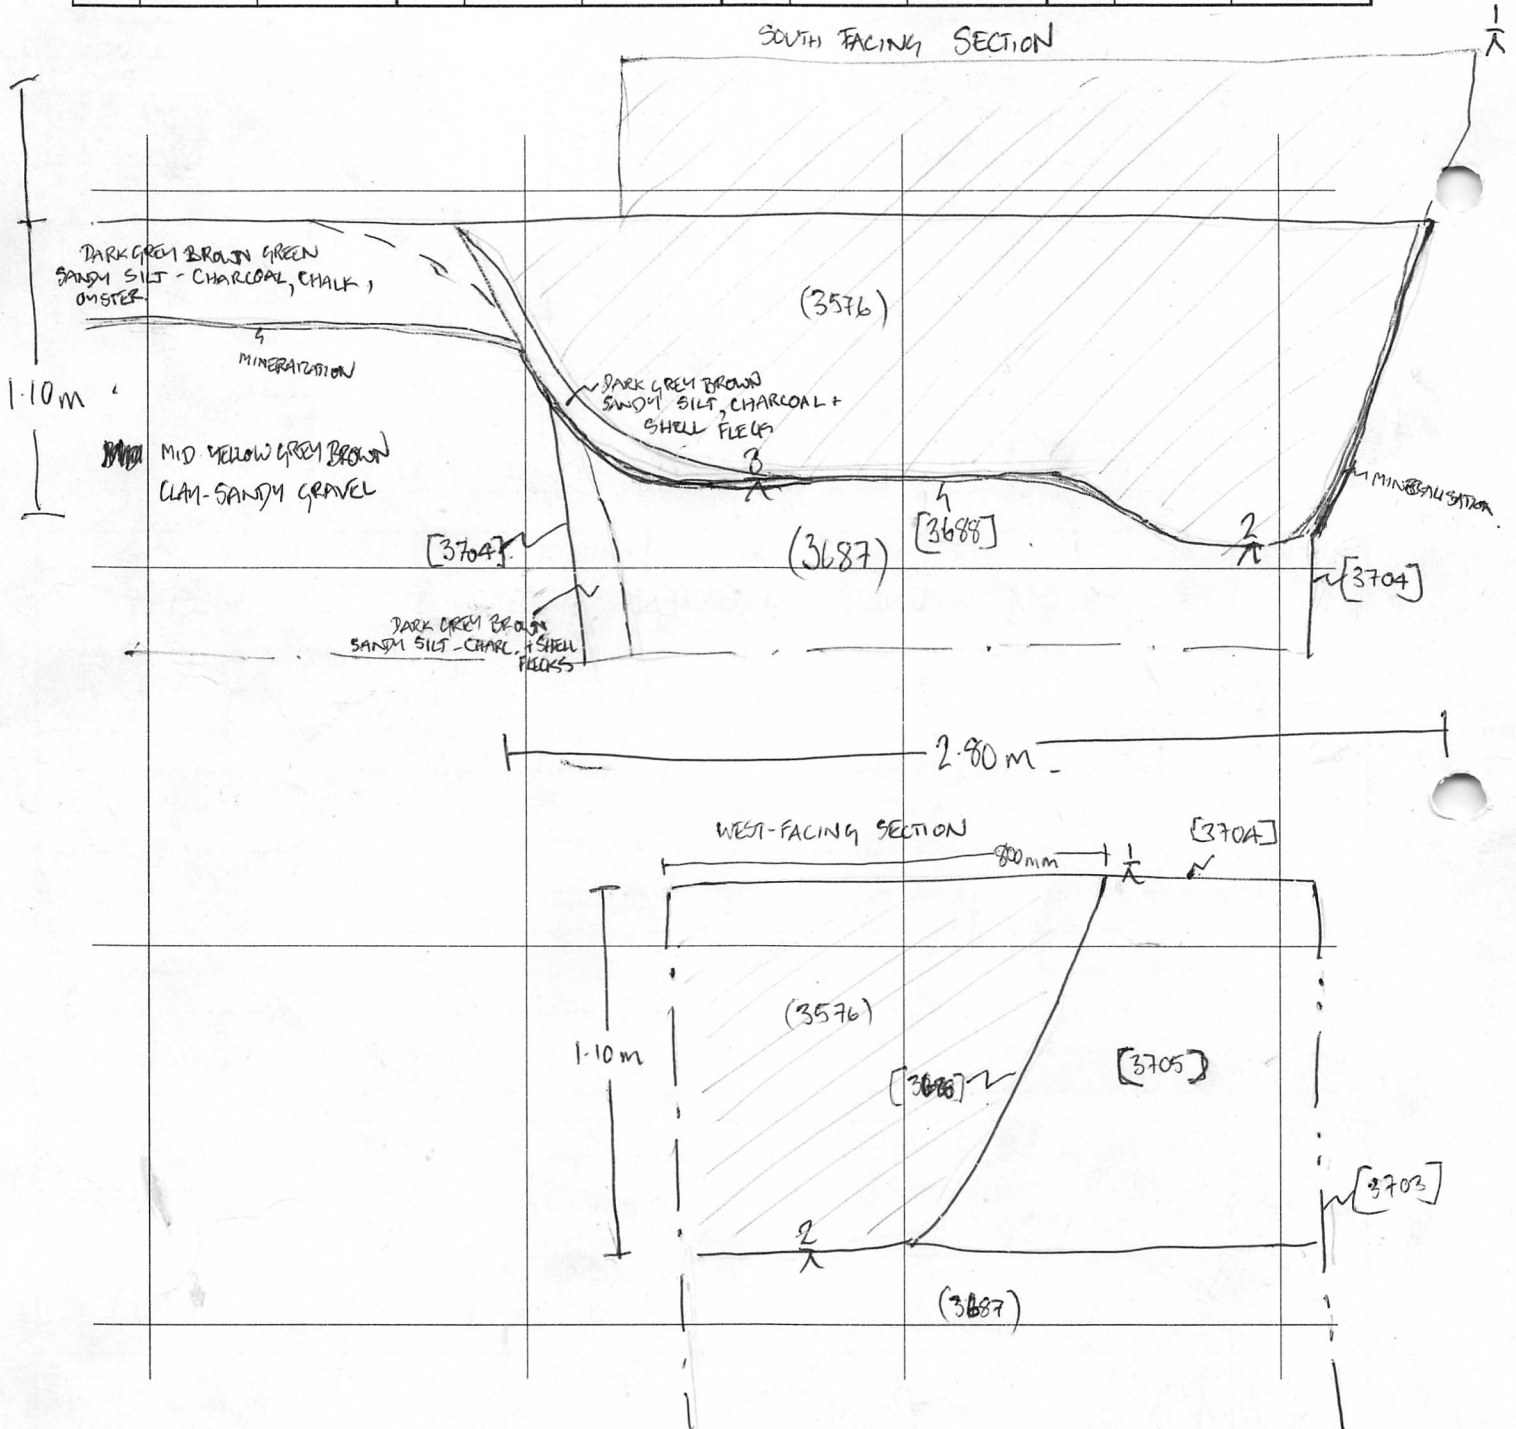 SOUTH FACING SECTION
1
DARK GREY BROWN GREEN
SANDY SILT - CHARCOAL, CHALK,
OYSTER.
(3576)
MINERAIZATION
1.10m
DARK GREY BROWN
SANDY SILT, CHARCOAL +
SHELL FLECKS
MID YELLOW GREY BROWN
CLAY-SANDY GRAVEL
3
MINERALISATION
[3704]
(3687)
[3688]
2
[3704]
DARK GREY BROWN
SANDY SILT - CHARC. + SHELL
FLECKS
2.80m
WEST-FACING SECTION
[3704]
800mm
1
(3576)
1.10m
[3688]
[3705]
[3703]
2
(3687)